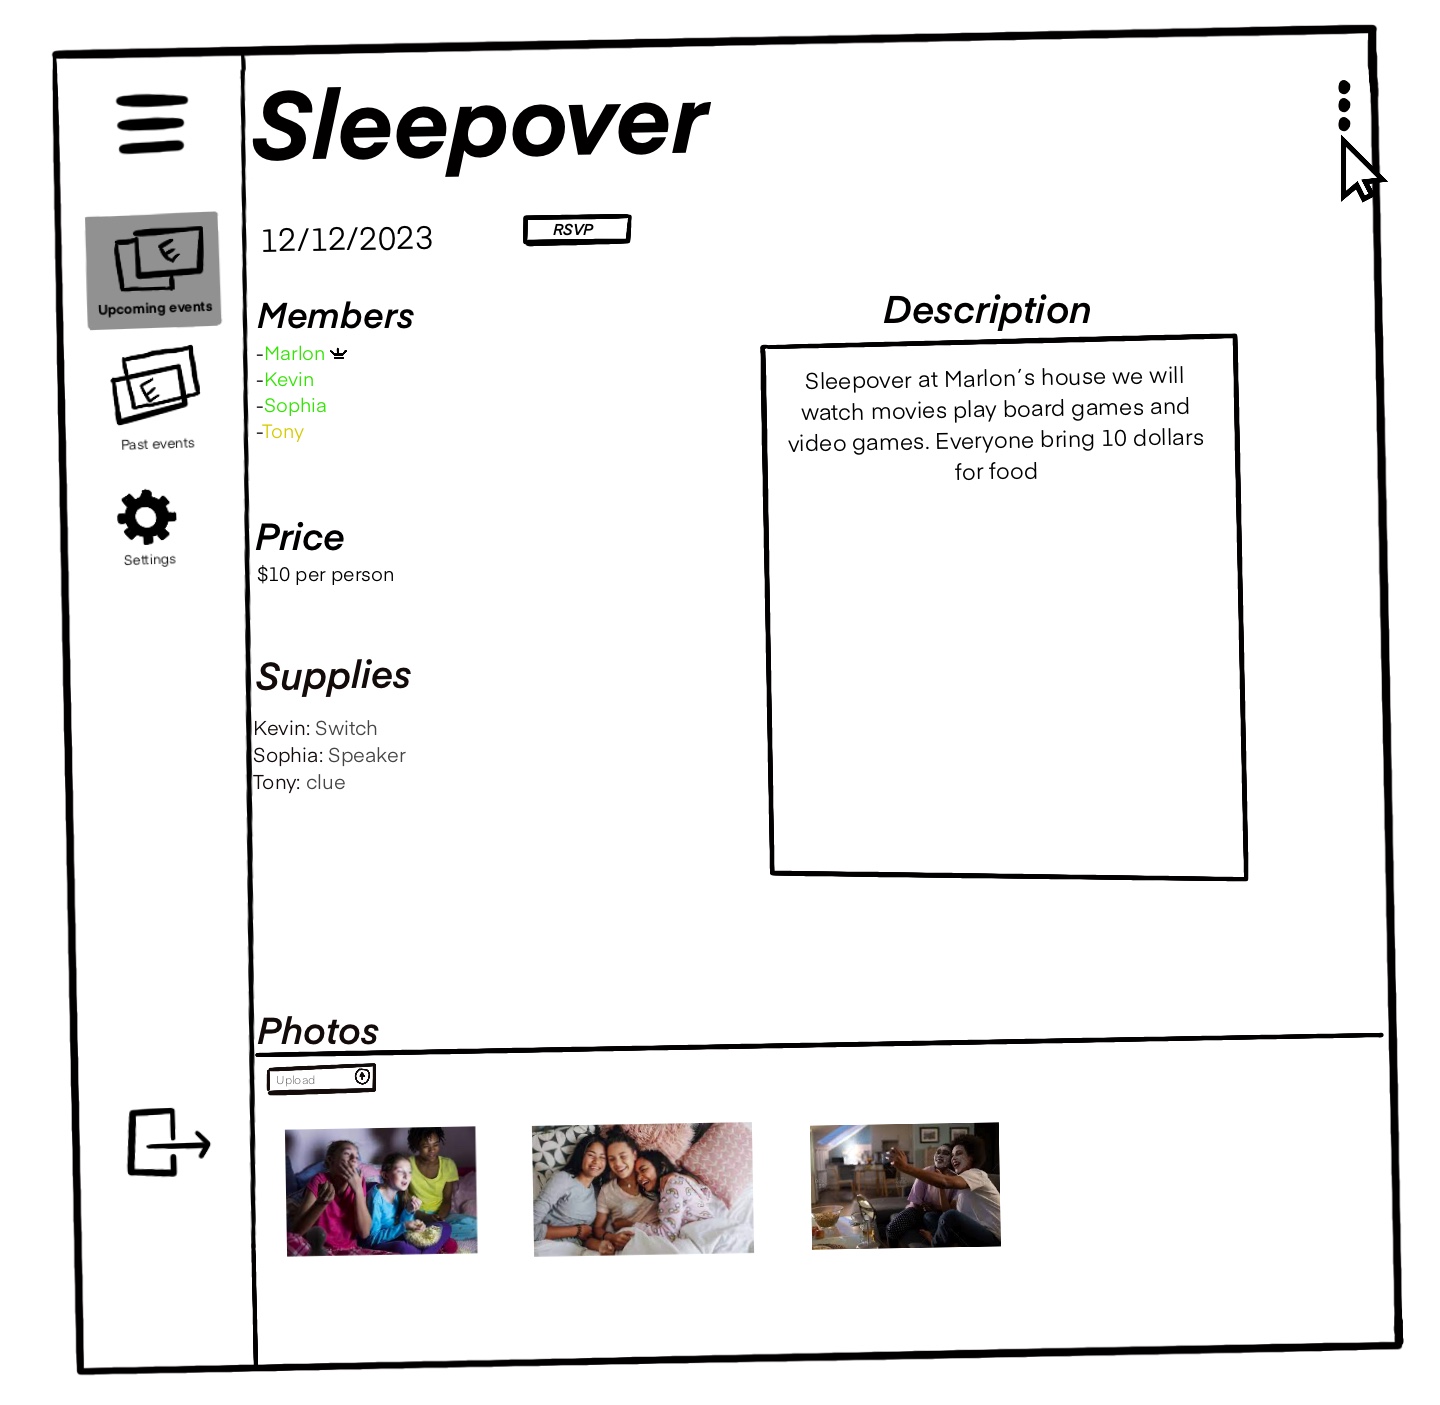 Sleepover
12/12/2023
RSVP
E
Upcoming events
E
Past events
Settings
Members
-Marlon
-Kevin
-Sophia
-Tony
Price
$10 per person
Supplies
Kevin: Switch
Sophia: Speaker
Tony: clue
Description
Sleepover at Marlon´s house we will
watch movies play board games and
video games. Everyone bring 10 dollars
for food
Photos
Upload